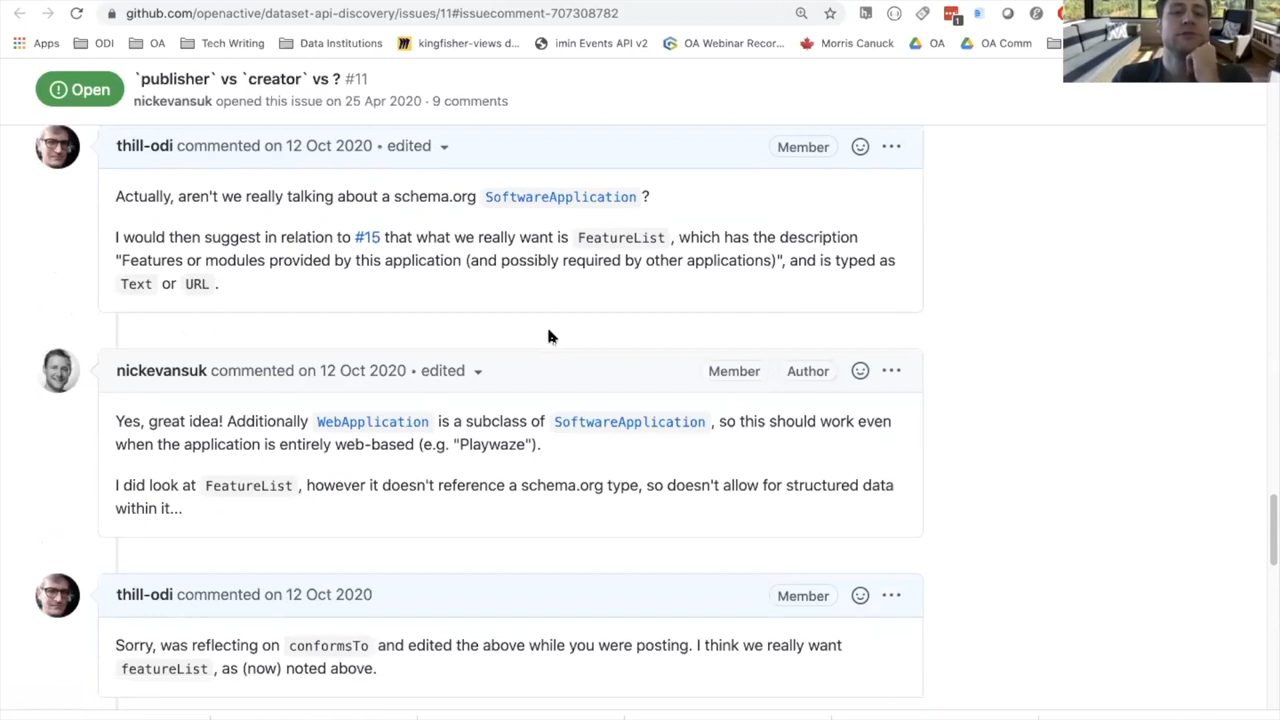 github.com/openactive/dataset-api-discovery/issues/11#issuecomment-707308782
1
Apps ODI OA Tech Writing Data Institutions kingfisher-views d... imin Events API v2 OA Webinar Recor... Morris Canuck OA OA Comm
Open
`publisher` vs `creator` vs ? #11
nickevansuk opened this issue on 25 Apr 2020 · 9 comments
thill-odi commented on 12 Oct 2020 • edited Member
Actually, aren't we really talking about a schema.org SoftwareApplication ?
I would then suggest in relation to #15 that what we really want is FeatureList , which has the description
"Features or modules provided by this application (and possibly required by other applications)", and is typed as
Text or URL .
nickevansuk commented on 12 Oct 2020 • edited Member Author
Yes, great idea! Additionally WebApplication is a subclass of SoftwareApplication , so this should work even
when the application is entirely web-based (e.g. "Playwaze").
I did look at FeatureList , however it doesn't reference a schema.org type, so doesn't allow for structured data
within it...
thill-odi commented on 12 Oct 2020 Member
Sorry, was reflecting on conformsTo and edited the above while you were posting. I think we really want
featureList , as (now) noted above.